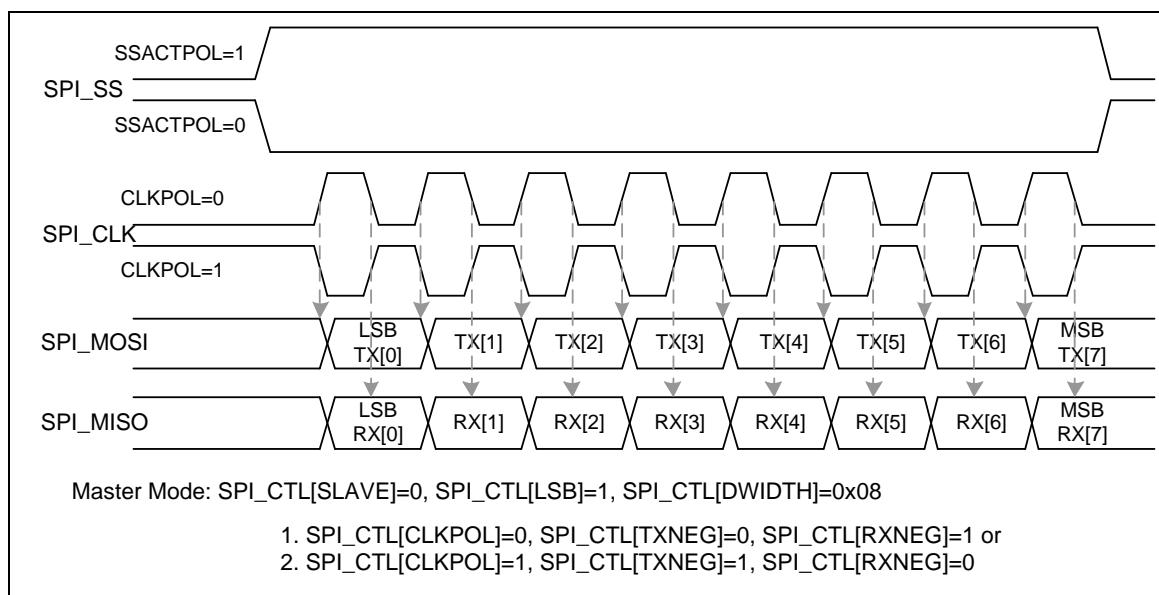 SSACTPOL=1
SPI_SS
SSACTPOL=0
CLKPOL=0
SPI_CLK
CLKPOL=1
SPI_MOSI
LSB
TX[0]
TX[1]
TX[2]
TX[3]
TX[4]
TX[5]
TX[6]
MSB
TX[7]
SPI_MISO
LSB
RX[0]
RX[1]
RX[2]
RX[3]
RX[4]
RX[5]
RX[6]
MSB
RX[7]
Master Mode: SPI_CTL[SLAVE]=0, SPI_CTL[LSB]=1, SPI_CTL[DWIDTH]=0x08
1. SPI_CTL[CLKPOL]=0, SPI_CTL[TXNEG]=0, SPI_CTL[RXNEG]=1 or
2. SPI_CTL[CLKPOL]=1, SPI_CTL[TXNEG]=1, SPI_CTL[RXNEG]=0